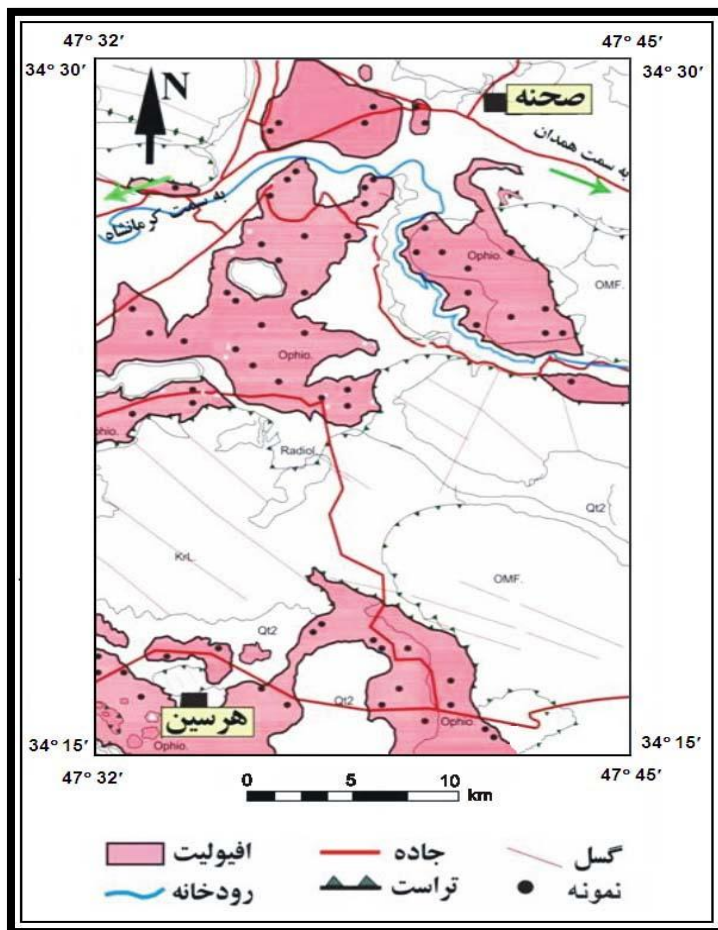 47° 32′ 47° 45′
34° 30′ 34° 30′
N
صحنه
به سمت همدان
به سمت کرمانشاه
Ophio.
OMF.
Ophio.
phio.
Radiol.
Qt2
KrL.
OMF.
Qt2
Qt2
هرسین
Ophio.
Ophio.
34° 15′ 34° 15′
47° 32′ 47° 45′
0 5 10 km
افیولیت جاده گسل
رودخانه تراست نمونه